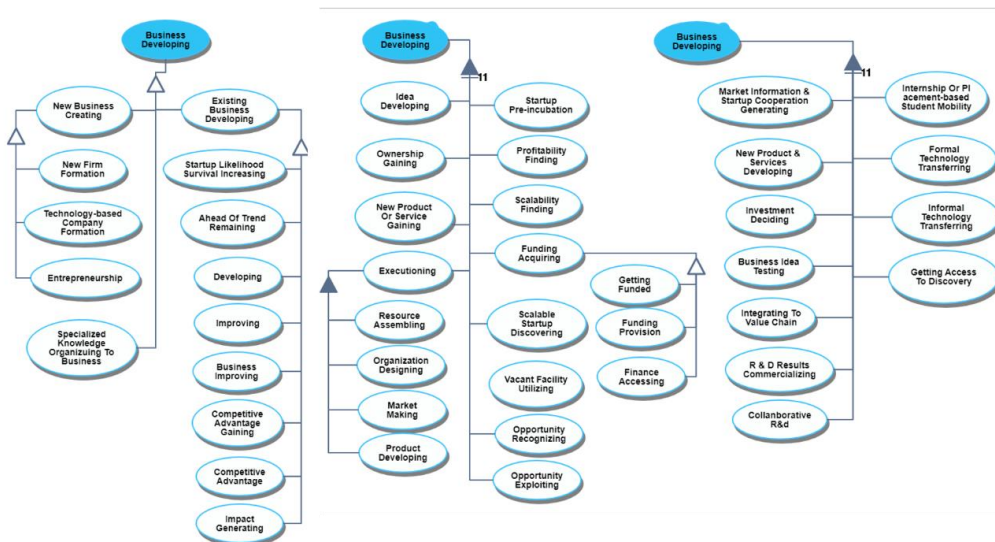 Business
Developing
New Business
Creating
Existing
Business
Developing
New Firm
Formation
Startup Likelihood
Survival Increasing
Technology-based
Company
Formation
Ahead Of Trend
Remaining
Entrepreneurship
Developing
Specialized
Knowledge
Organizuing To
Business
Improving
Business
Improving
Competitive
Advantage
Gaining
Competitive
Advantage
Impact
Generating
Business
Developing
11
Idea
Developing
Startup
Pre-incubation
Ownership
Gaining
Profitability
Finding
New Product
Or Service
Gaining
Scalability
Finding
Executioning
Funding
Acquiring
Getting
Funded
Resource
Assembling
Scalable
Startup
Discovering
Funding
Provision
Organization
Designing
Vacant Facility
Utilizing
Finance
Accessing
Market
Making
Opportunity
Recognizing
Product
Developing
Opportunity
Exploiting
Business
Developing
11
Market Information &
Startup Cooperation
Generating
Internship Or Pl
acement-based
Student Mobility
New Product &
Services
Developing
Formal
Technology
Transferring
Investment
Deciding
Informal
Technology
Transferring
Business Idea
Testing
Getting Access
To Discovery
Integrating To
Value Chain
R & D Results
Commercializing
Collanborative
R&d